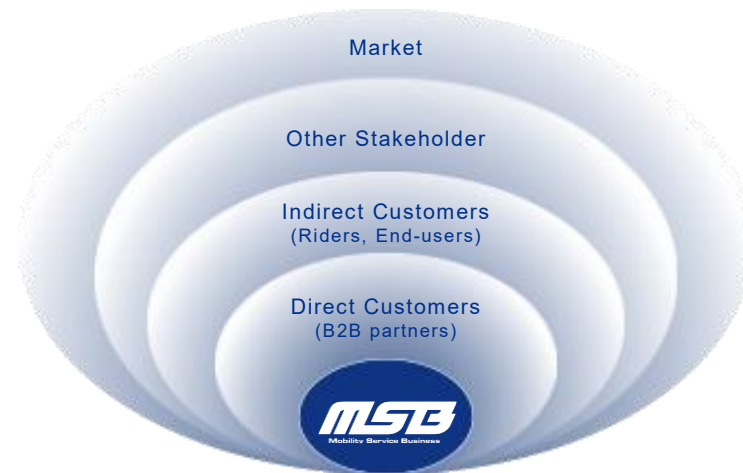 Market
Other Stakeholder
Indirect Customers
(Riders, End-users)
Direct Customers
(B2B partners)
MSB
Mobility Service Business